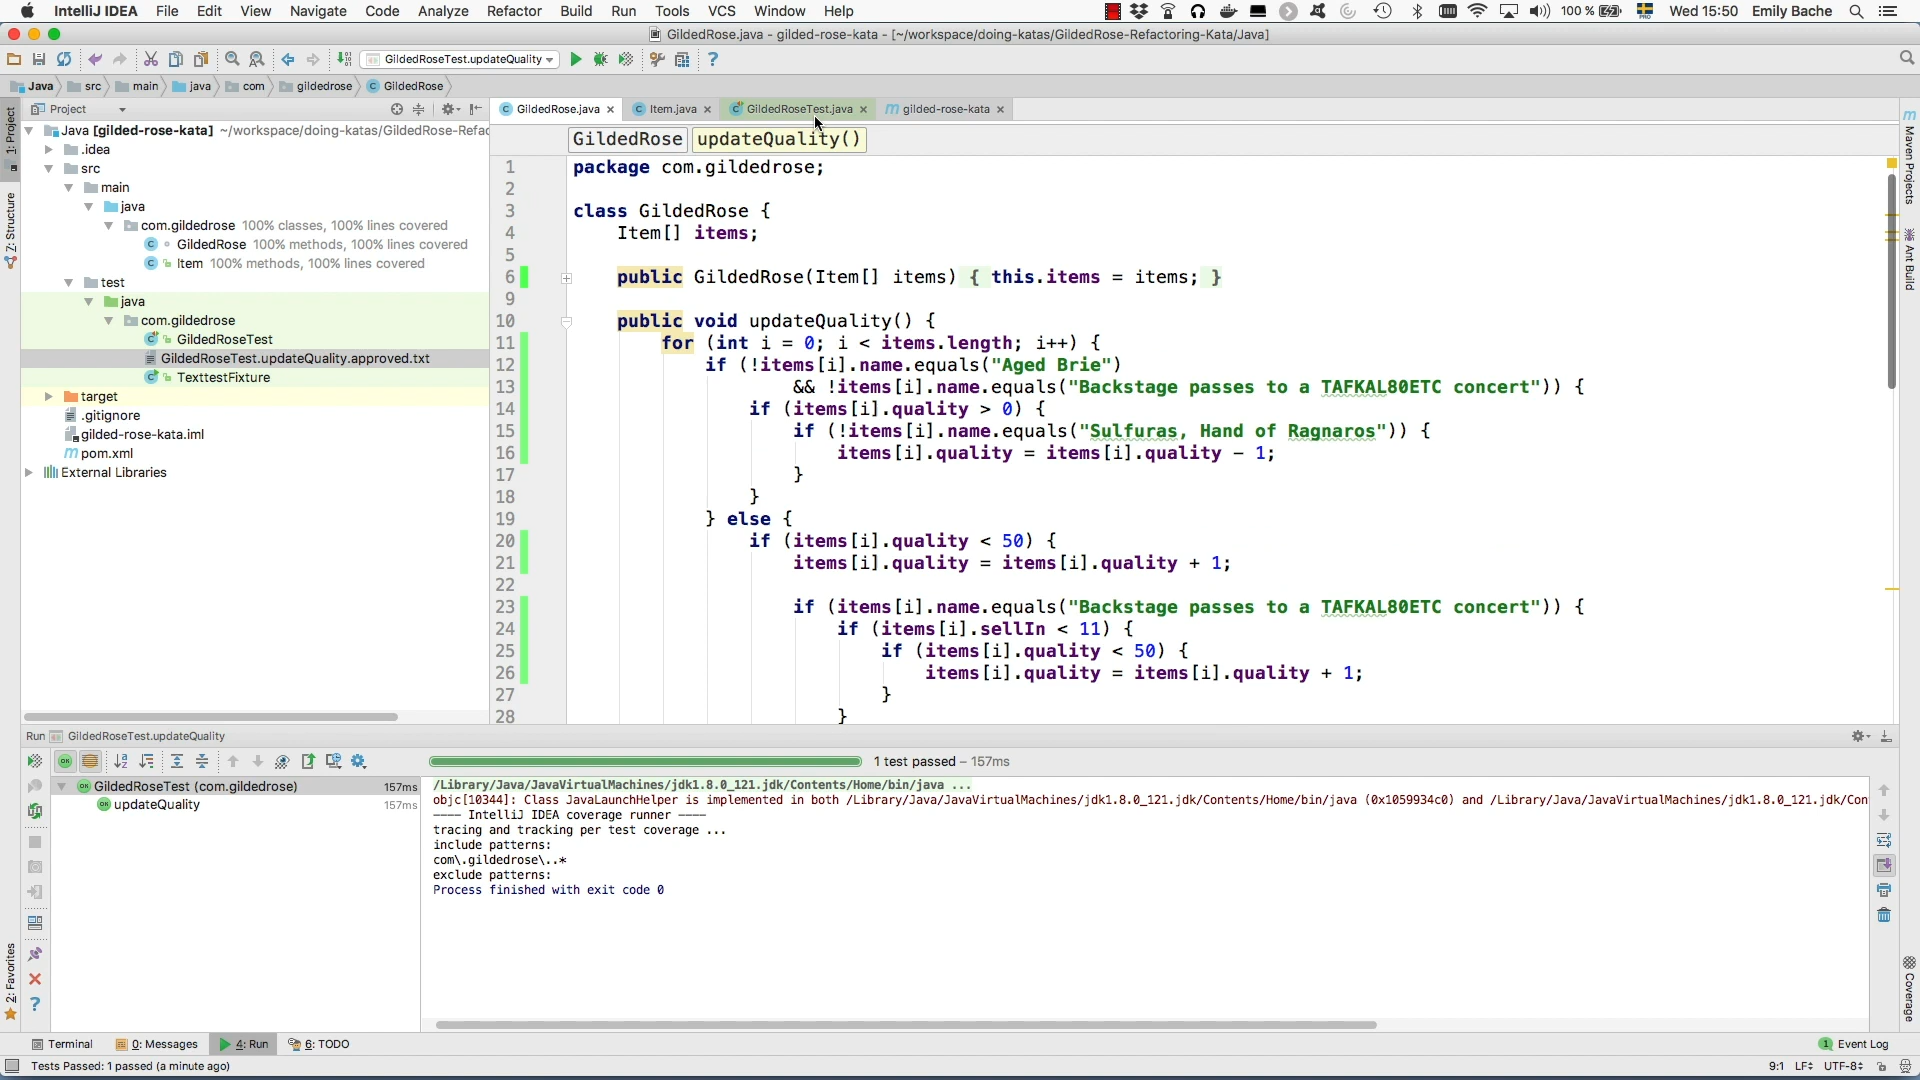 IntelliJ IDEA File Edit View Navigate Code Analyze Refactor Build Run Tools VCS Window Help 100% Wed 15:50 Emily Bache
GildedRose.java - gilded-rose-kata - [~/workspace/doing-katas/GildedRose-Refactoring-Kata/Java]
GildedRoseTest.updateQuality
Java src main java com gildedrose GildedRose
Project
GildedRose.java Item.java GildedRoseTest.java gilded-rose-kata
GildedRose updateQuality()
1: Project
Z: Structure
2: Favorites
Java [gilded-rose-kata] ~/workspace/doing-katas/GildedRose-Refa
.idea
src
main
java
com.gildedrose 100% classes, 100% lines covered
GildedRose 100% methods, 100% lines covered
Item 100% methods, 100% lines covered
test
java
com.gildedrose
GildedRoseTest
GildedRoseTest.updateQuality.approved.txt
TexttestFixture
target
.gitignore
gilded-rose-kata.iml
pom.xml
External Libraries
1 package com.gildedrose;
2
3 class GildedRose {
4 Item[] items;
5
6 public GildedRose(Item[] items) { this.items = items; }
9
10 public void updateQuality() {
11 for (int i = 0; i < items.length; i++) {
12 if (!items[i].name.equals("Aged Brie")
13 && !items[i].name.equals("Backstage passes to a TAFKAL80ETC concert")) {
14 if (items[i].quality > 0) {
15 if (!items[i].name.equals("Sulfuras, Hand of Ragnaros")) {
16 items[i].quality = items[i].quality - 1;
17 }
18 }
19 } else {
20 if (items[i].quality < 50) {
21 items[i].quality = items[i].quality + 1;
22
23 if (items[i].name.equals("Backstage passes to a TAFKAL80ETC concert")) {
24 if (items[i].sellIn < 11) {
25 if (items[i].quality < 50) {
26 items[i].quality = items[i].quality + 1;
27 }
28 }
Maven Projects
Ant Build
Coverage
Run GildedRoseTest.updateQuality
1 test passed – 157ms
GildedRoseTest (com.gildedrose) 157ms
updateQuality 157ms
/Library/Java/JavaVirtualMachines/jdk1.8.0_121.jdk/Contents/Home/bin/java ...
objc[10344]: Class JavaLaunchHelper is implemented in both /Library/Java/JavaVirtualMachines/jdk1.8.0_121.jdk/Contents/Home/bin/java (0x1059934c0) and /Library/Java/JavaVirtualMachines/jdk1.8.0_121.jdk/Con
---- IntelliJ IDEA coverage runner ----
tracing and tracking per test coverage ...
include patterns:
com\.gildedrose\..*
exclude patterns:
Process finished with exit code 0
Terminal 0: Messages 4: Run 6: TODO 1 Event Log
Tests Passed: 1 passed (a minute ago) 9:1 LF UTF-8